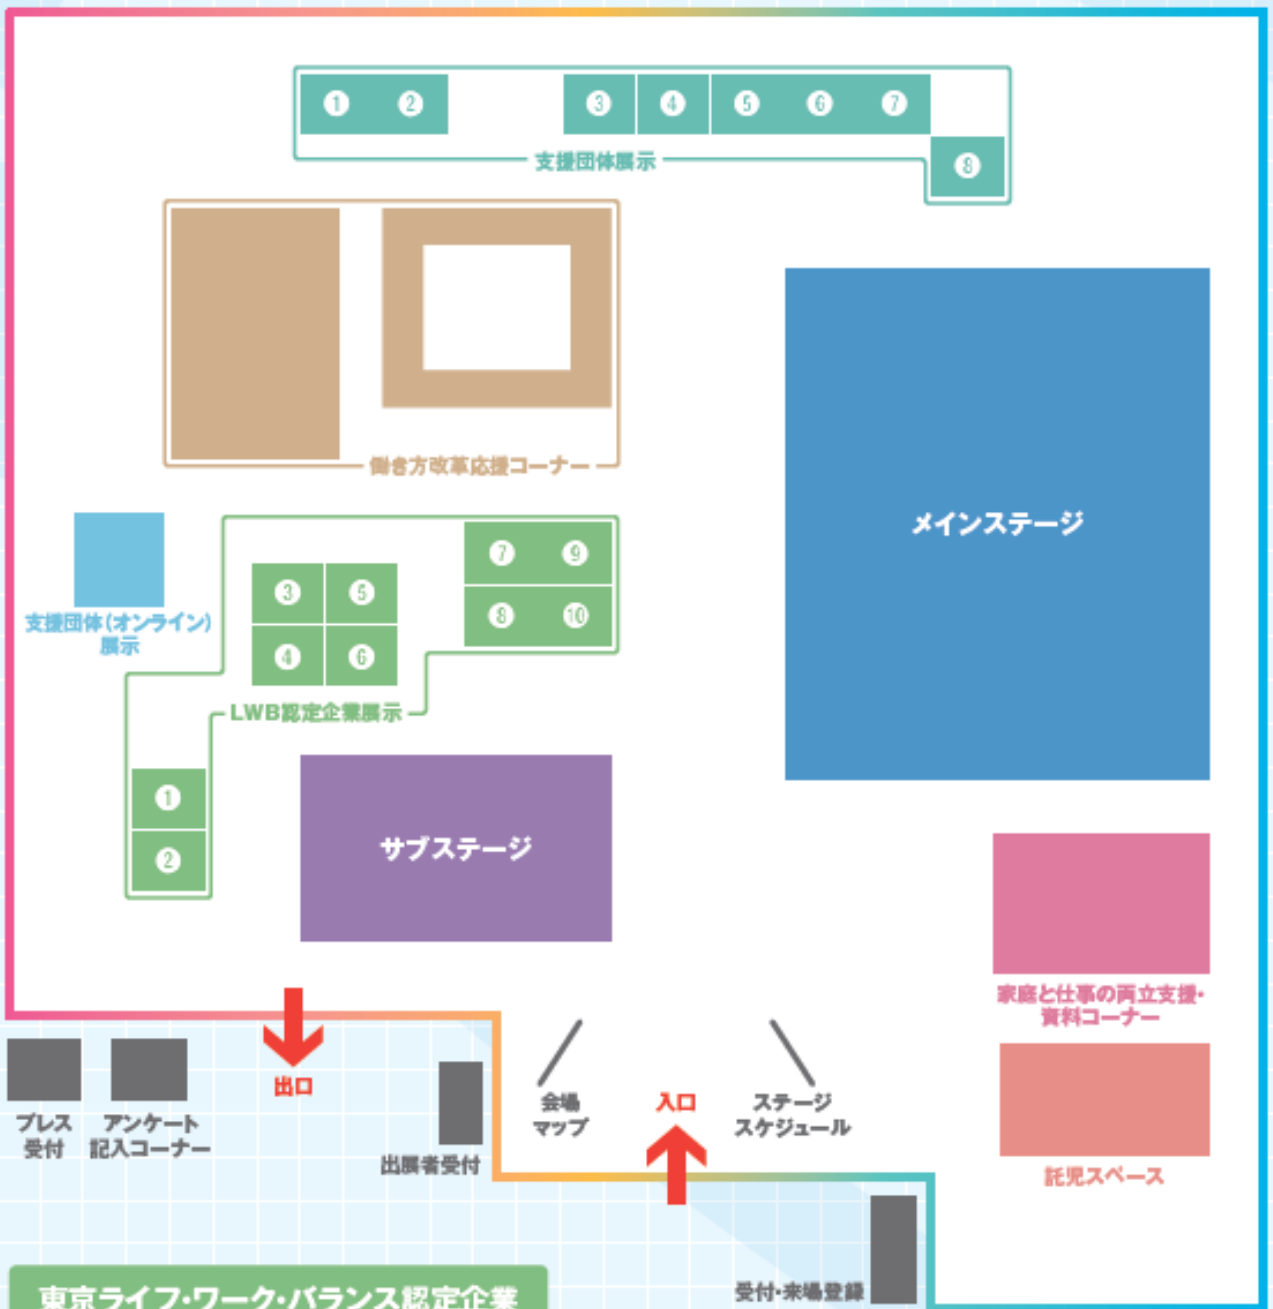 ① ② ③ ④ ⑤ ⑥ ⑦
⑧
支援団体展示
働き方改革応援コーナー
メインステージ
支援団体(オンライン)
展示
⑦ ⑨
③ ⑤
⑧ ⑩
④ ⑥
LWB認定企業展示
①
②
サブステージ
家庭と仕事の両立支援・
資料コーナー
託児スペース
出口
プレス
受付
アンケート
記入コーナー
出展者受付
会場
マップ
入口
ステージ
スケジュール
受付・来場登録
東京ライフ・ワーク・バランス認定企業